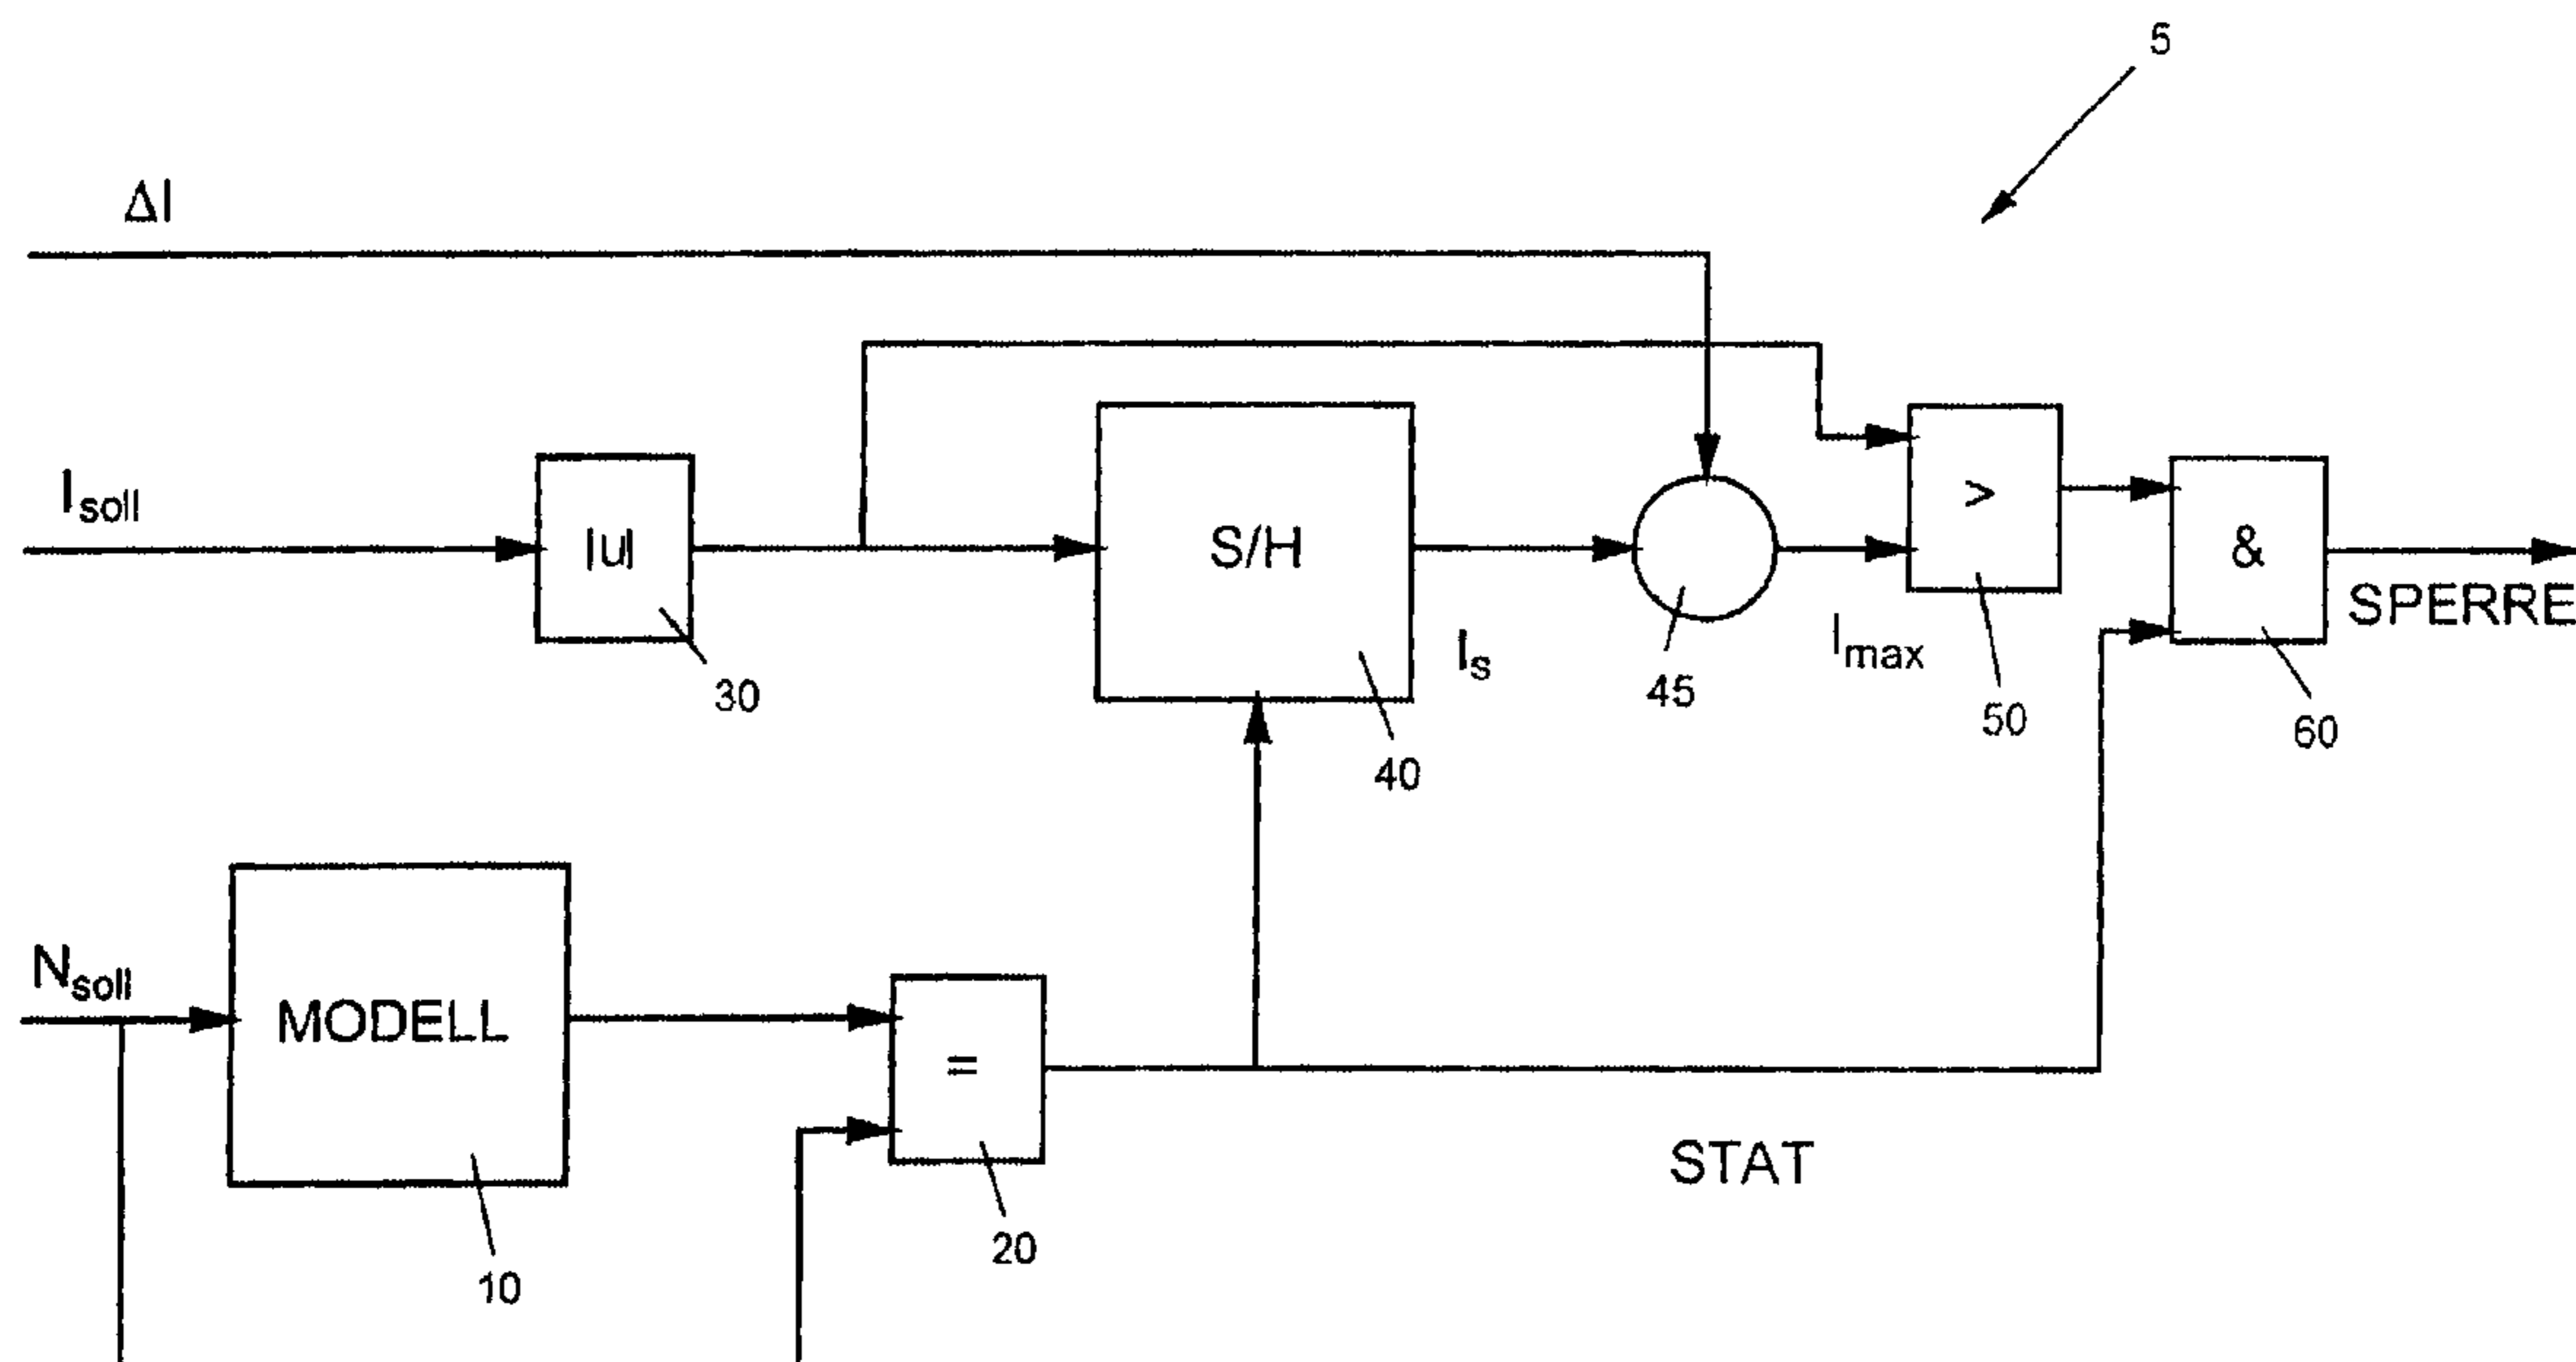 5
ΔI
I_soll
|u|
30
S/H
40
I_s
45
I_max
>
50
&
60
SPERRE
N_soll
MODELL
10
=
20
STAT